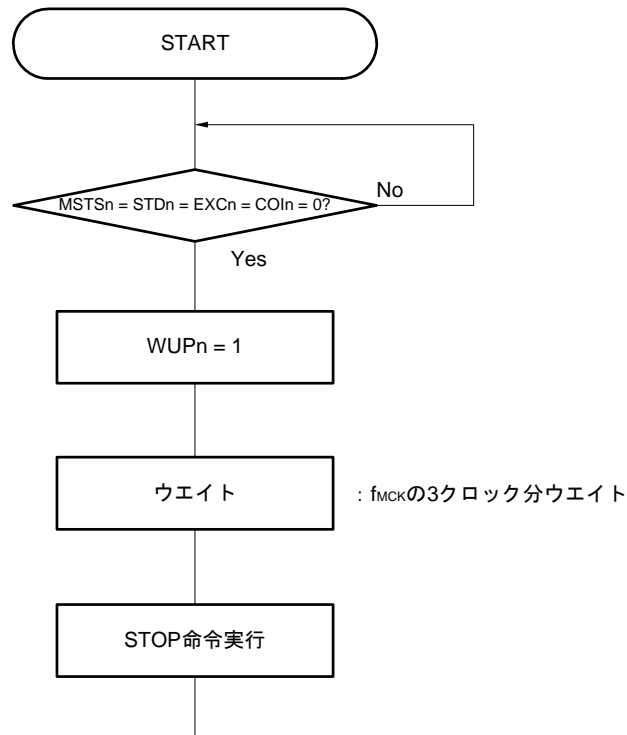 START
MSTSn = STDn = EXCn = COIn = 0?
No
Yes
WUPn = 1
ウエイト
: fMCKの3クロック分ウエイト
STOP命令実行